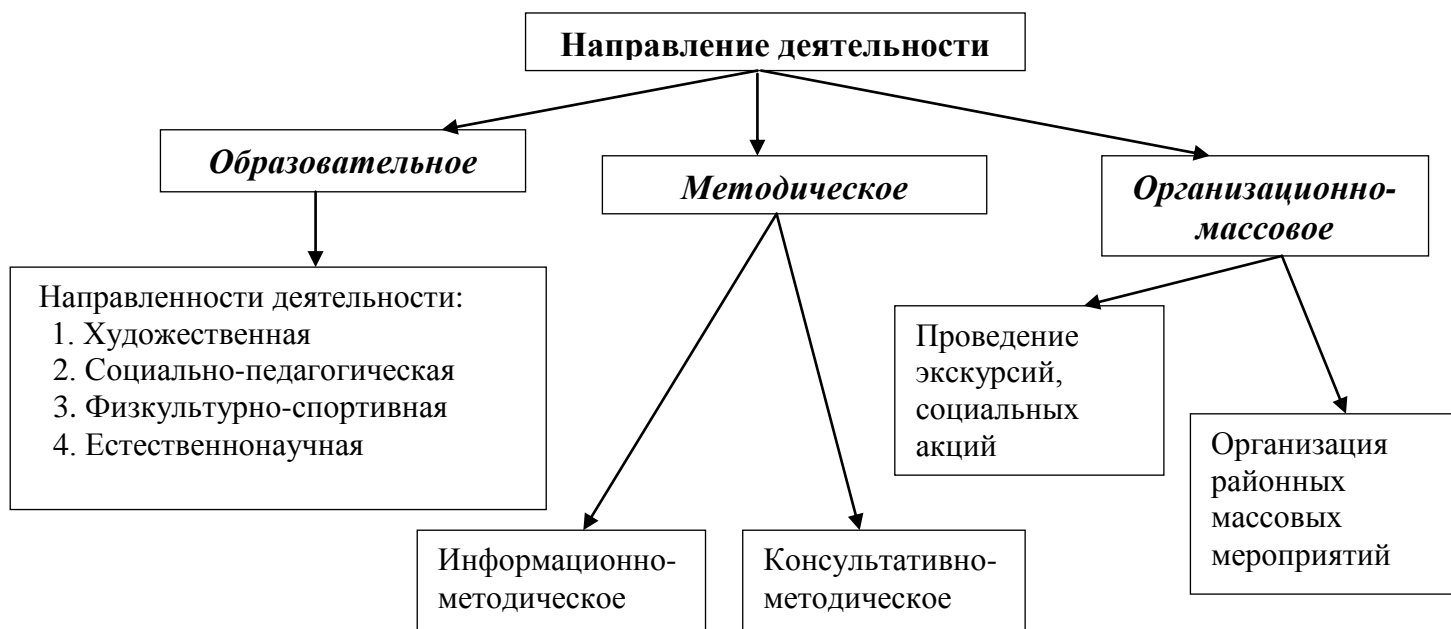 Направление деятельности
Образовательное
Методическое
Организационно-
массовое
Направленности деятельности:
1. Художественная
2. Социально-педагогическая
3. Физкультурно-спортивная
4. Естественнонаучная
Проведение
экскурсий,
социальных
акций
Организация
районных
массовых
мероприятий
Информационно-
методическое
Консультативно-
методическое